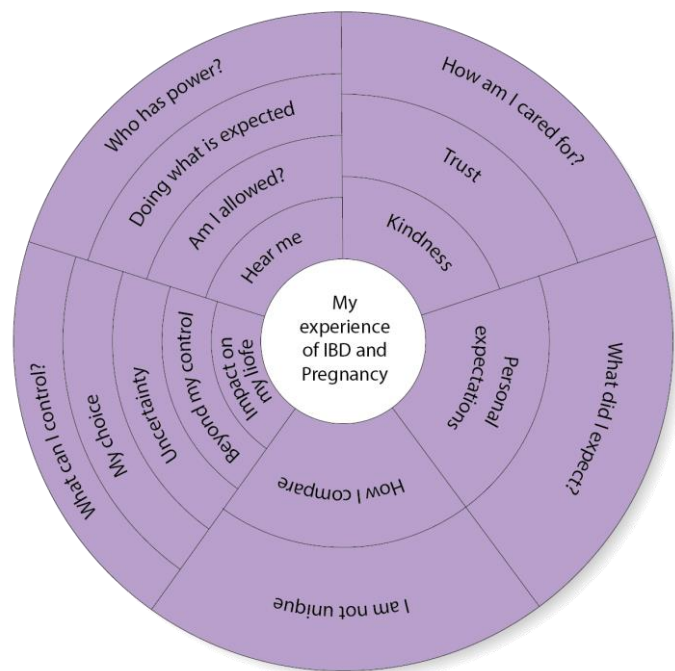 My
experience
of IBD and
Pregnancy
Who has power?
Doing what is expected
Am I allowed?
Hear me
How am I cared for?
Trust
Kindness
What did I expect?
Personal
expectations
I am not unique
How I compare
What can I control?
My choice
Uncertainty
Beyond my control
Impact on
my liofe